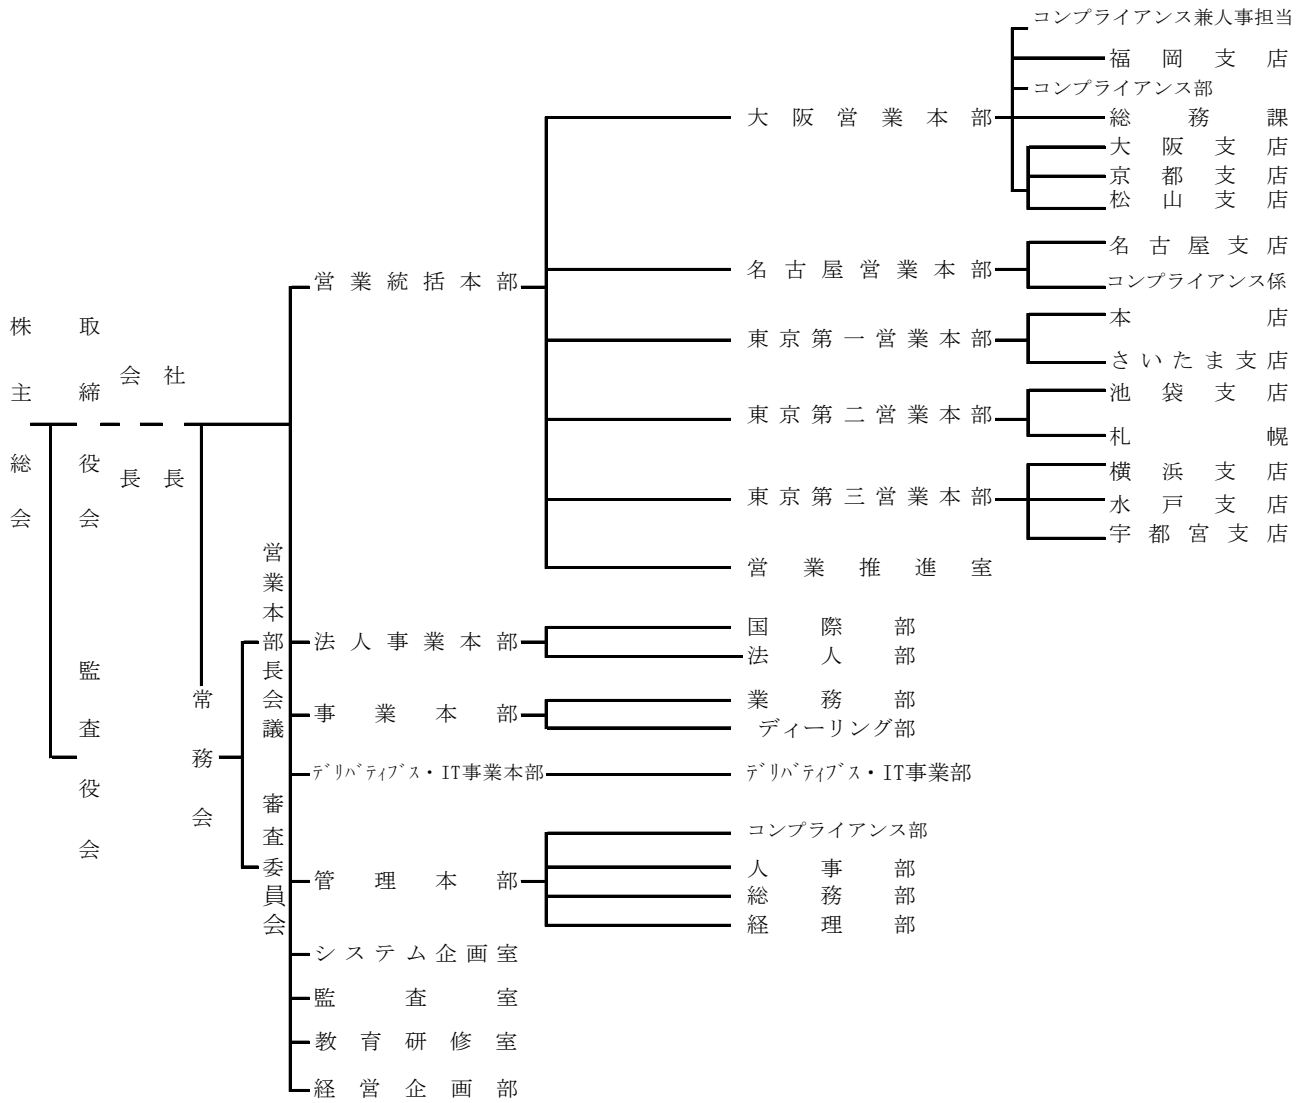 株主総会
取締役会
監査役会
会長
社長
常務会
営業本部長会議
審査委員会
営業統括本部
大阪営業本部
コンプライアンス兼人事担当
福岡支店
コンプライアンス部
総務課
大阪支店
京都支店
松山支店
名古屋営業本部
名古屋支店
コンプライアンス係
東京第一営業本部
本店
さいたま支店
東京第二営業本部
池袋支店
札幌
東京第三営業本部
横浜支店
水戸支店
宇都宮支店
営業推進室
法人事業本部
国際部
法人部
事業本部
業務部
ディーリング部
ﾃﾞﾘﾊﾞﾃｨﾌﾞｽ・IT事業本部
ﾃﾞﾘﾊﾞﾃｨﾌﾞｽ・IT事業部
管理本部
コンプライアンス部
人事部
総務部
経理部
システム企画室
監査室
教育研修室
経営企画部